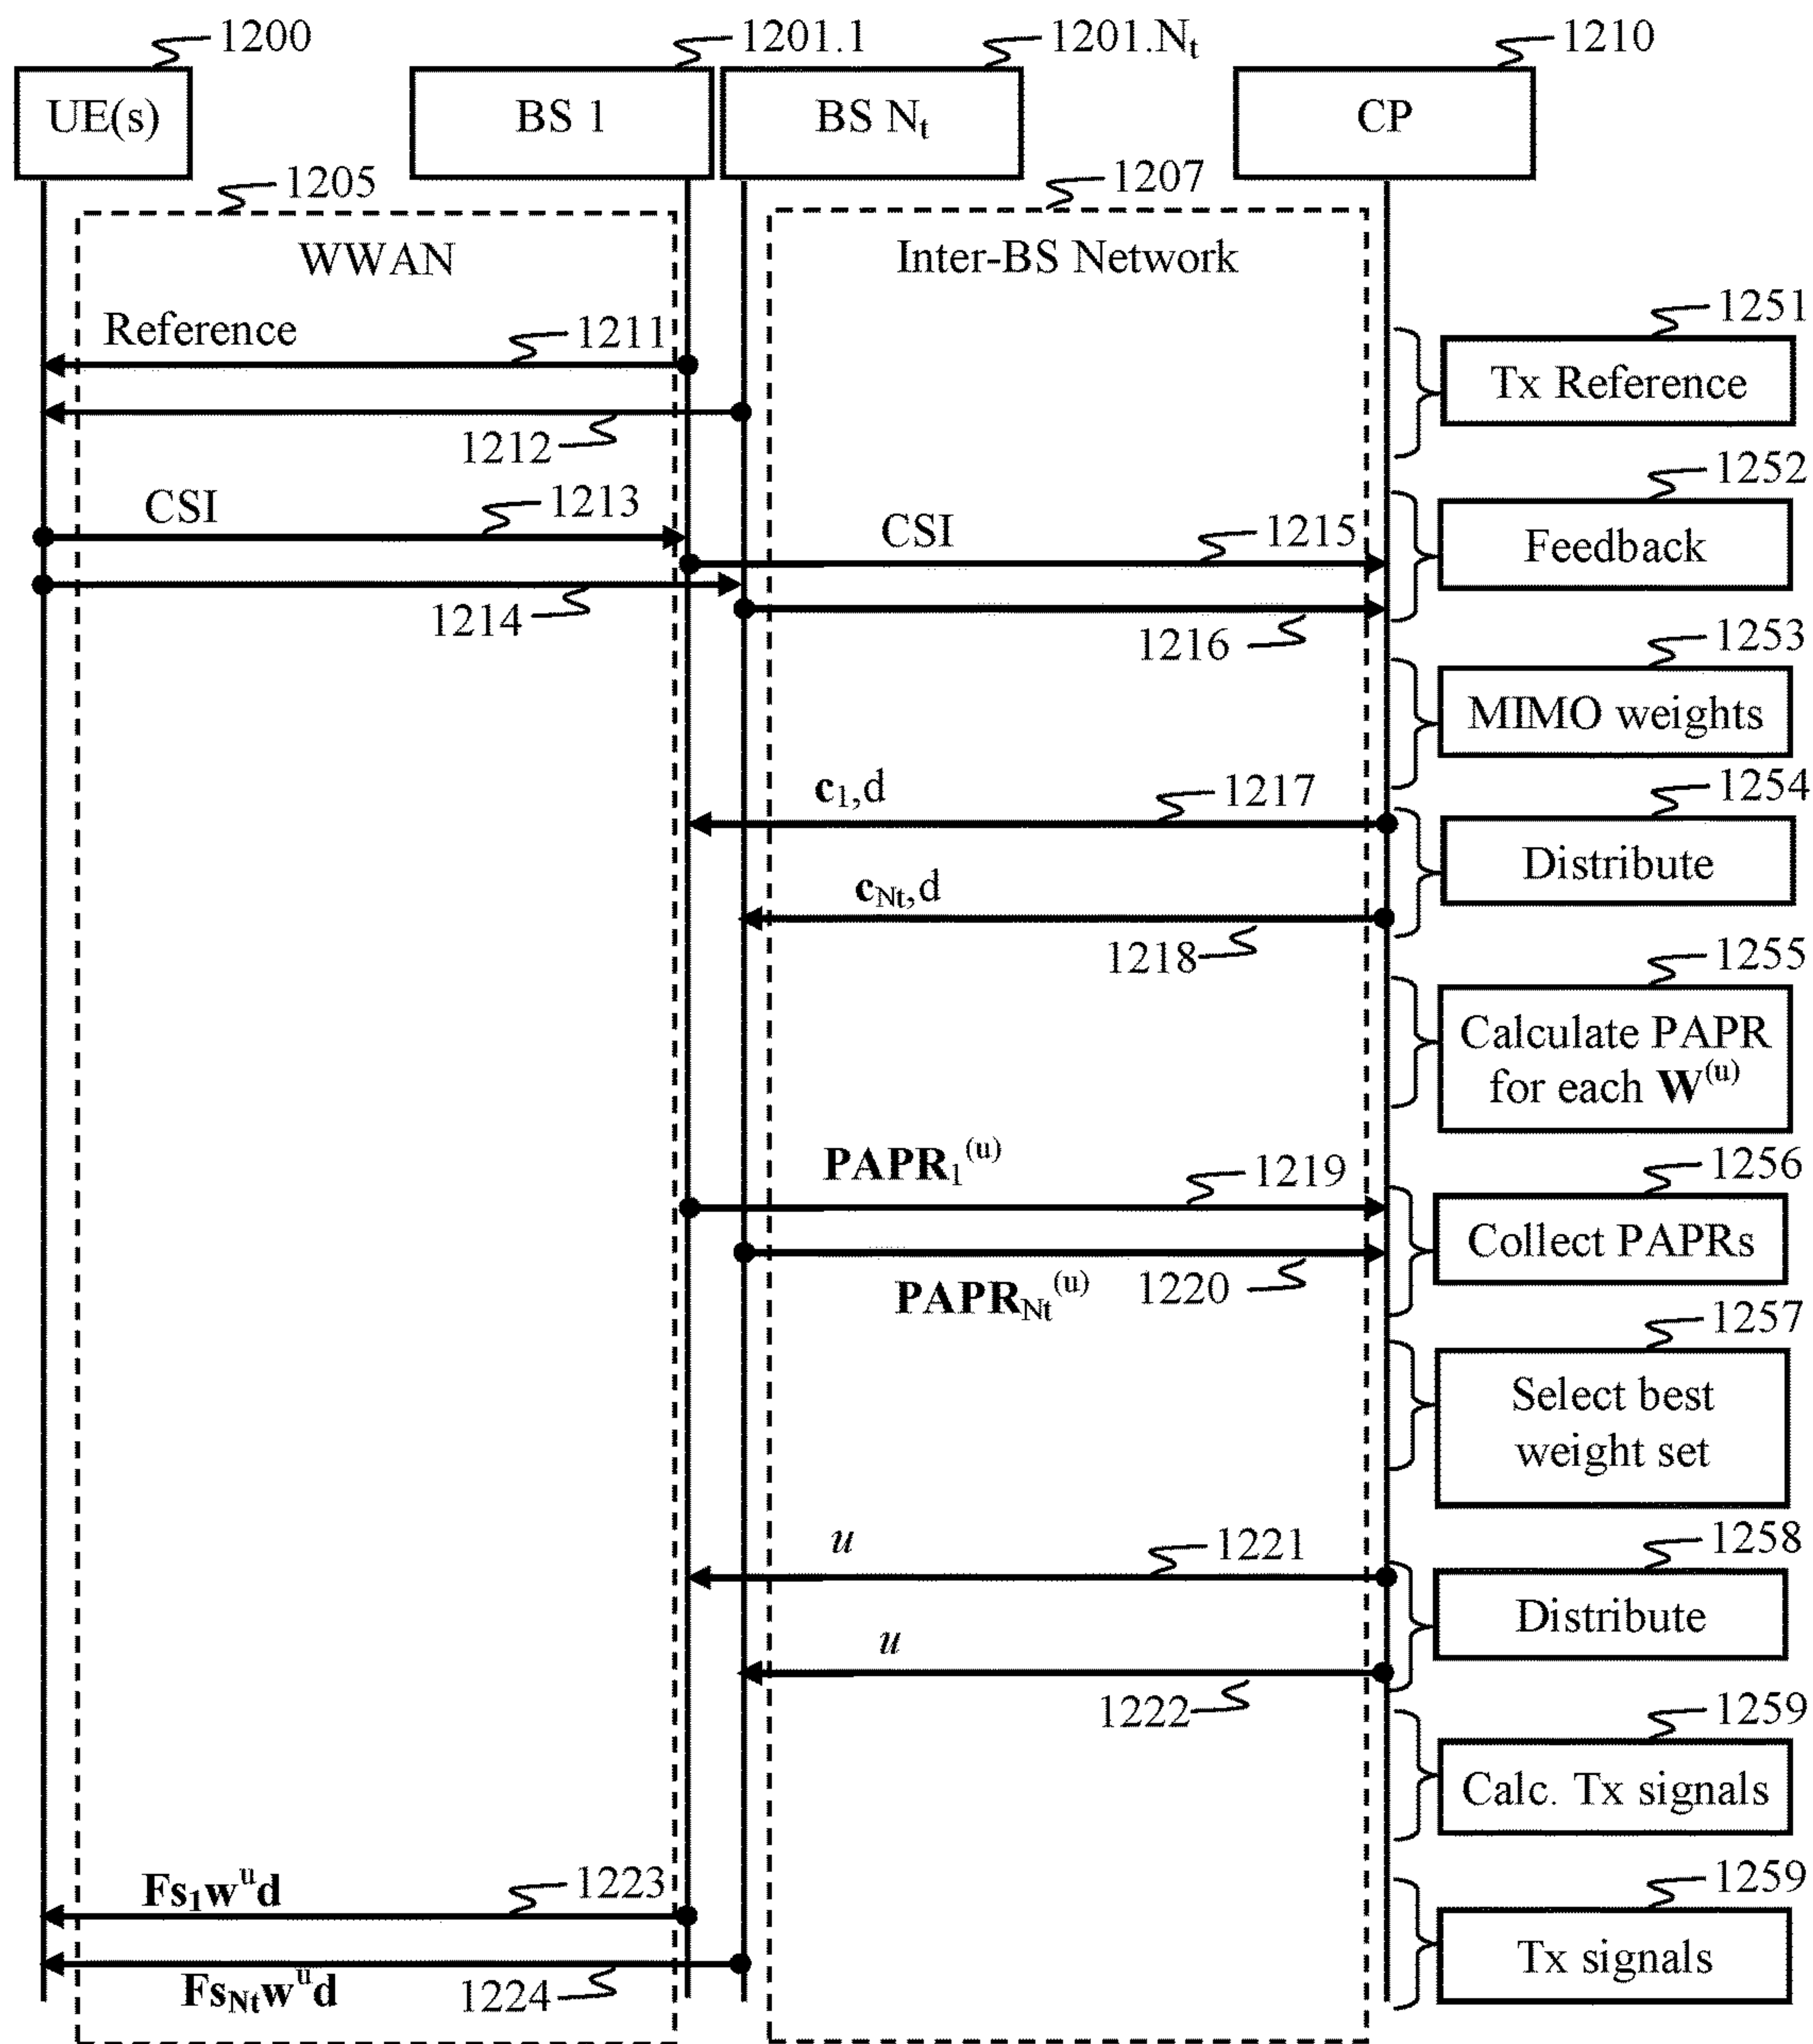 1200
1201.1
1201.Nt
1210
UE(s)
BS 1
BS Nt
CP
1205
1207
WWAN
Inter-BS Network
1251
Reference
1211
Tx Reference
1212
1252
CSI
1213
CSI
1215
Feedback
1214
1216
1253
MIMO weights
c1,d
1217
1254
Distribute
cNt,d
1218
1255
Calculate PAPR
for each W(u)
PAPR1(u)
1219
1256
Collect PAPRs
PAPRNt(u)
1220
1257
Select best
weight set
u
1221
1258
Distribute
u
1222
1259
Calc. Tx signals
Fs1wud
1223
1259
Tx signals
FsNtwud
1224